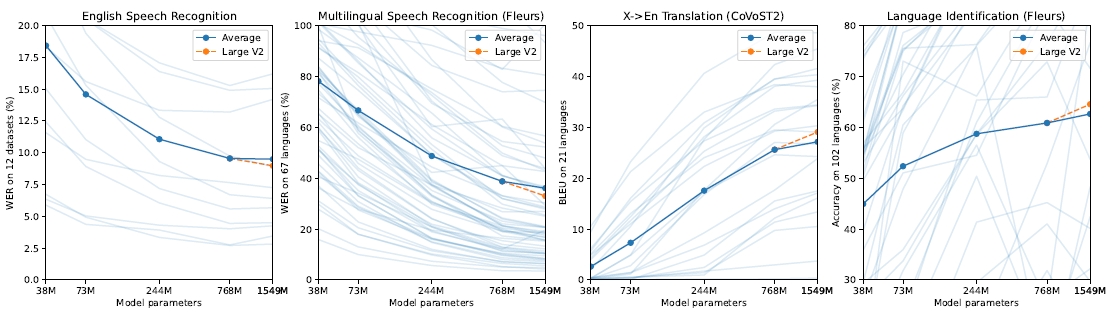 English Speech Recognition
WER on 12 datasets (%)
20.0
17.5
15.0
12.5
10.0
7.5
5.0
2.5
0.0
Average
Large V2
38M 73M 244M 768M 1549M
Model parameters
Multilingual Speech Recognition (Fleurs)
WER on 67 languages (%)
100
80
60
40
20
0
Average
Large V2
38M 73M 244M 768M 1549M
Model parameters
X->En Translation (CoVoST2)
BLEU on 21 languages
50
40
30
20
10
0
Average
Large V2
38M 73M 244M 768M 1549M
Model parameters
Language Identification (Fleurs)
Accuracy on 102 languages (%)
80
70
60
50
40
30
Average
Large V2
38M 73M 244M 768M 1549M
Model parameters